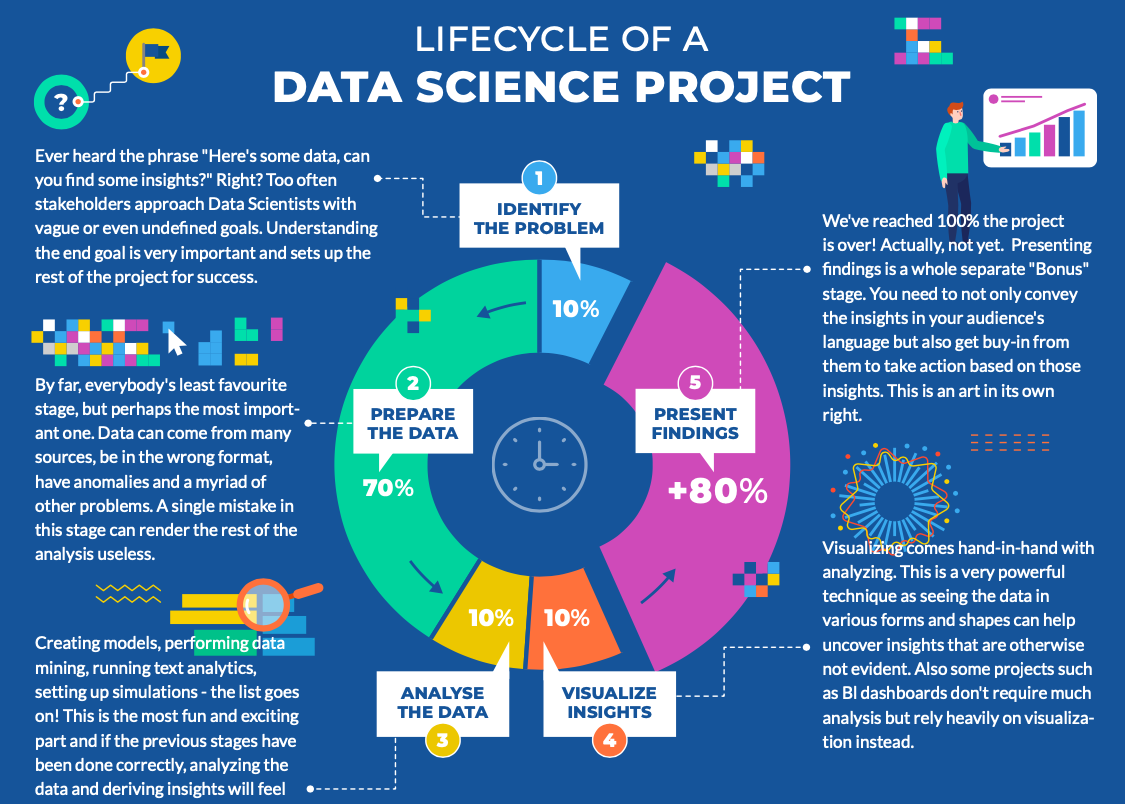 LIFECYCLE OF A
DATA SCIENCE PROJECT
?
Ever heard the phrase "Here's some data, can
you find some insights?" Right? Too often
stakeholders approach Data Scientists with
vague or even undefined goals. Understanding
the end goal is very important and sets up the
rest of the project for success.
1
IDENTIFY
THE PROBLEM
10%
By far, everybody's least favourite
stage, but perhaps the most import-
ant one. Data can come from many
sources, be in the wrong format,
have anomalies and a myriad of
other problems. A single mistake in
this stage can render the rest of the
analysis useless.
2
PREPARE
THE DATA
70%
Creating models, performing data
mining, running text analytics,
setting up simulations - the list goes
on! This is the most fun and exciting
part and if the previous stages have
been done correctly, analyzing the
data and deriving insights will feel
10%
ANALYSE
THE DATA
3
10%
VISUALIZE
INSIGHTS
4
Visualizing comes hand-in-hand with
analyzing. This is a very powerful
technique as seeing the data in
various forms and shapes can help
uncover insights that are otherwise
not evident. Also some projects such
as BI dashboards don't require much
analysis but rely heavily on visualiza-
tion instead.
5
PRESENT
FINDINGS
+80%
We've reached 100% the project
is over! Actually, not yet.  Presenting
findings is a whole separate "Bonus"
stage. You need to not only convey
the insights in your audience's
language but also get buy-in from
them to take action based on those
insights. This is an art in its own
right.